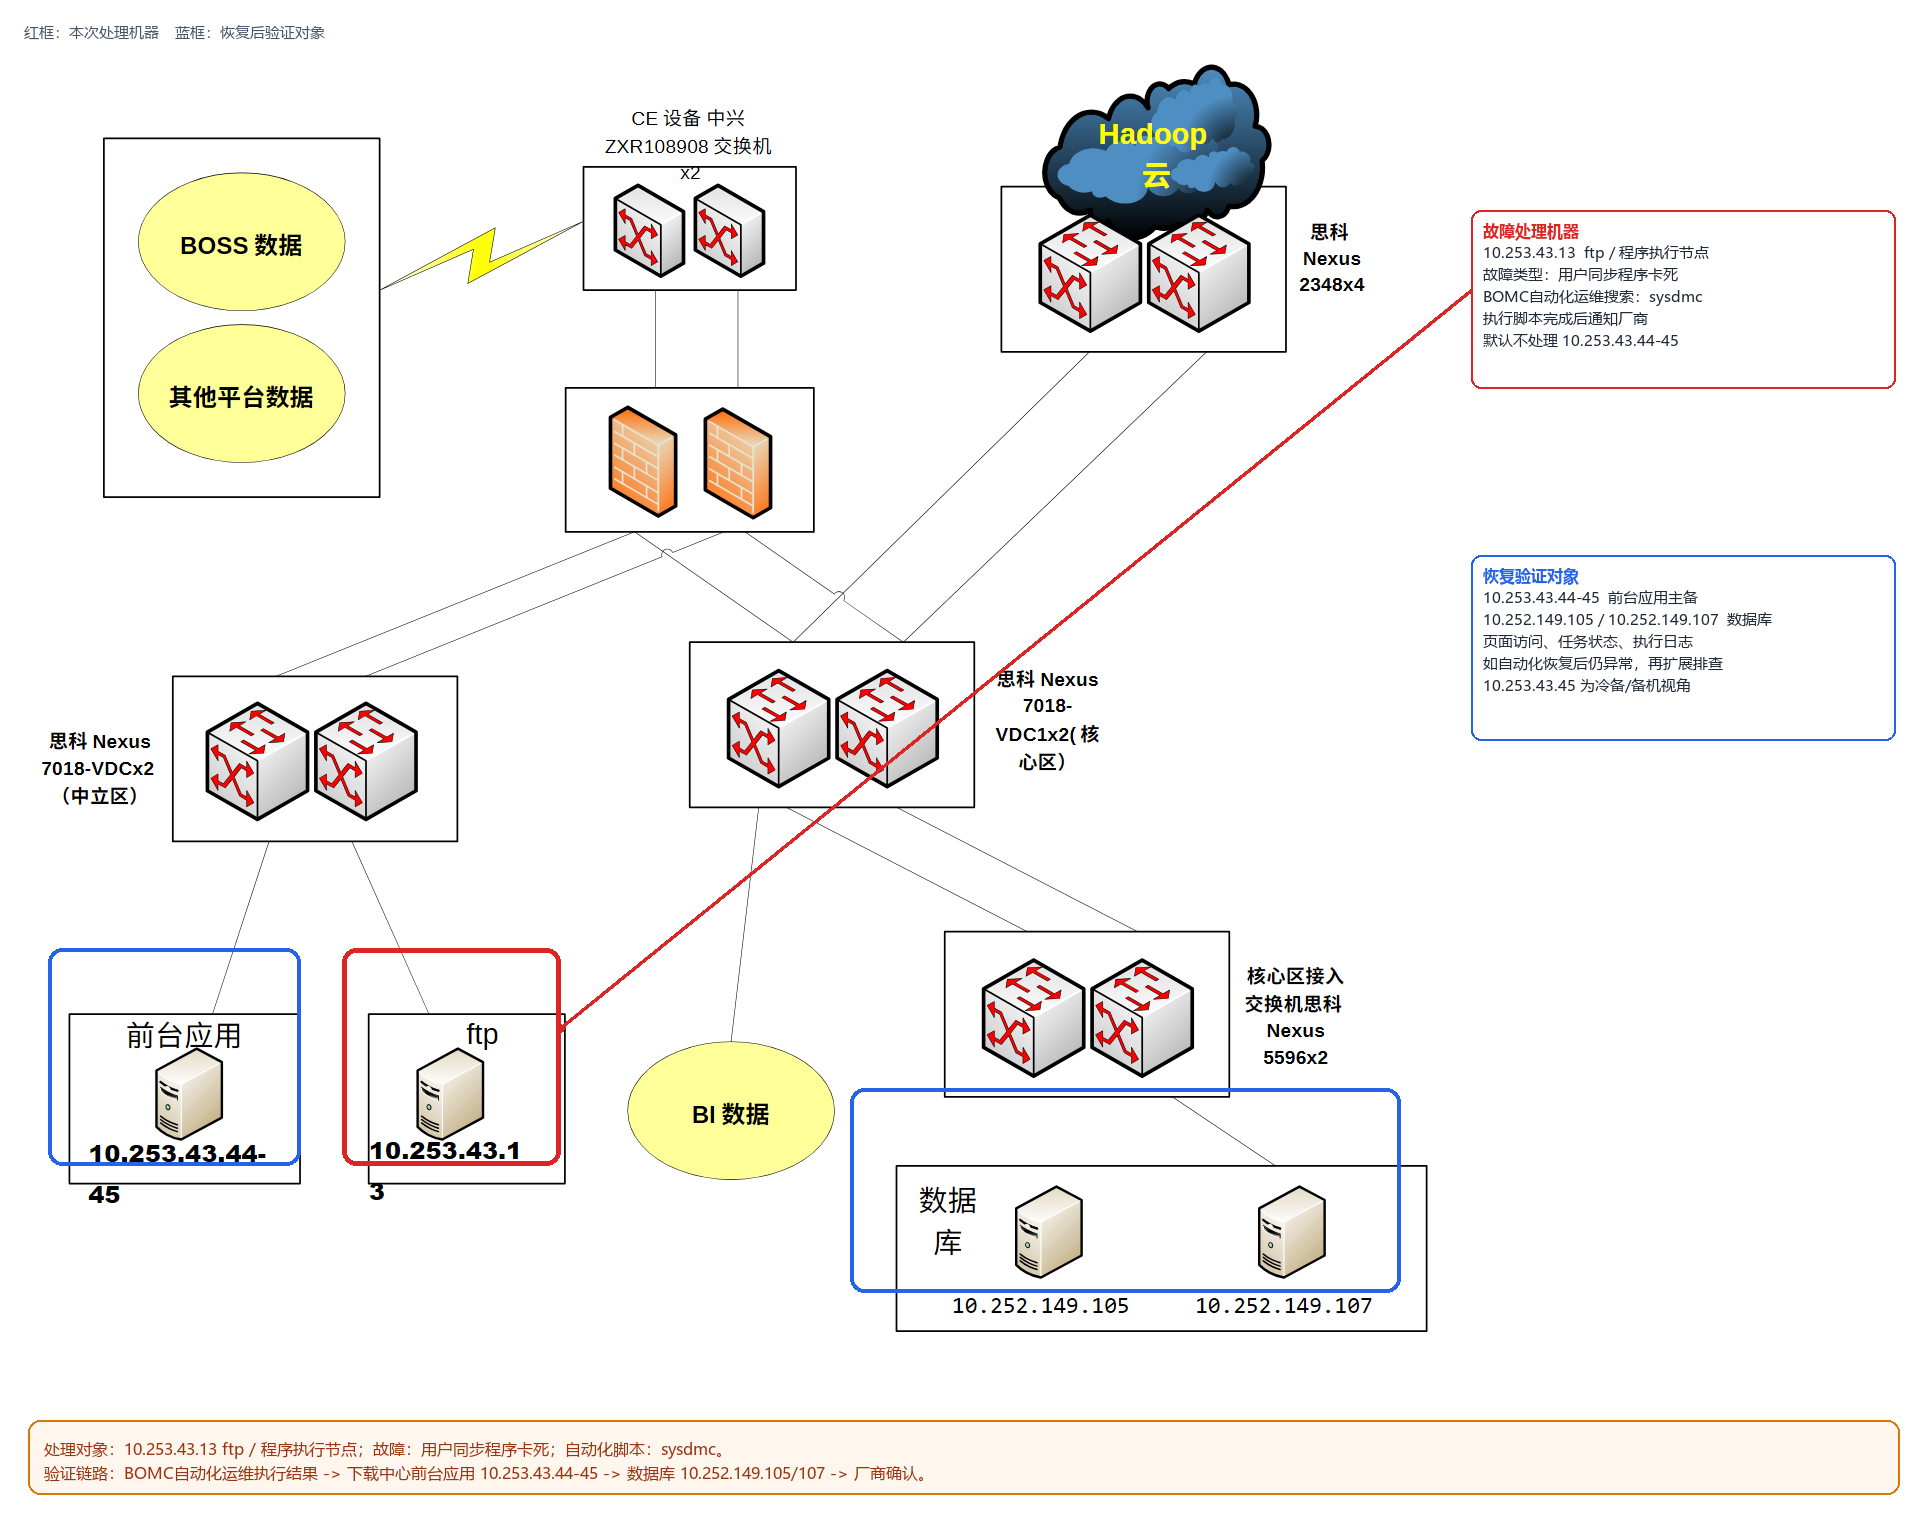 红框：本次处理机器    蓝框：恢复后验证对象
CE 设备 中兴
ZXR108908 交换机
x2
Hadoop
云
BOSS 数据
其他平台数据
思科
Nexus
2348x4
故障处理机器
10.253.43.13  ftp / 程序执行节点
故障类型：用户同步程序卡死
BOMC自动化运维搜索：sysdmc
执行脚本完成后通知厂商
默认不处理 10.253.43.44-45
恢复验证对象
10.253.43.44-45  前台应用主备
10.252.149.105 / 10.252.149.107  数据库
页面访问、任务状态、执行日志
如自动化恢复后仍异常，再扩展排查
10.253.43.45 为冷备/备机视角
思科 Nexus
7018-VDCx2
（中立区）
思科 Nexus
7018-
VDC1x2( 核
心区）
前台应用
10.253.43.44-
45
ftp
10.253.43.1
3
BI 数据
核心区接入
交换机思科
Nexus
5596x2
数据
库
10.252.149.105
10.252.149.107
处理对象：10.253.43.13 ftp / 程序执行节点；故障：用户同步程序卡死；自动化脚本：sysdmc。
验证链路：BOMC自动化运维执行结果 -> 下载中心前台应用 10.253.43.44-45 -> 数据库 10.252.149.105/107 -> 厂商确认。